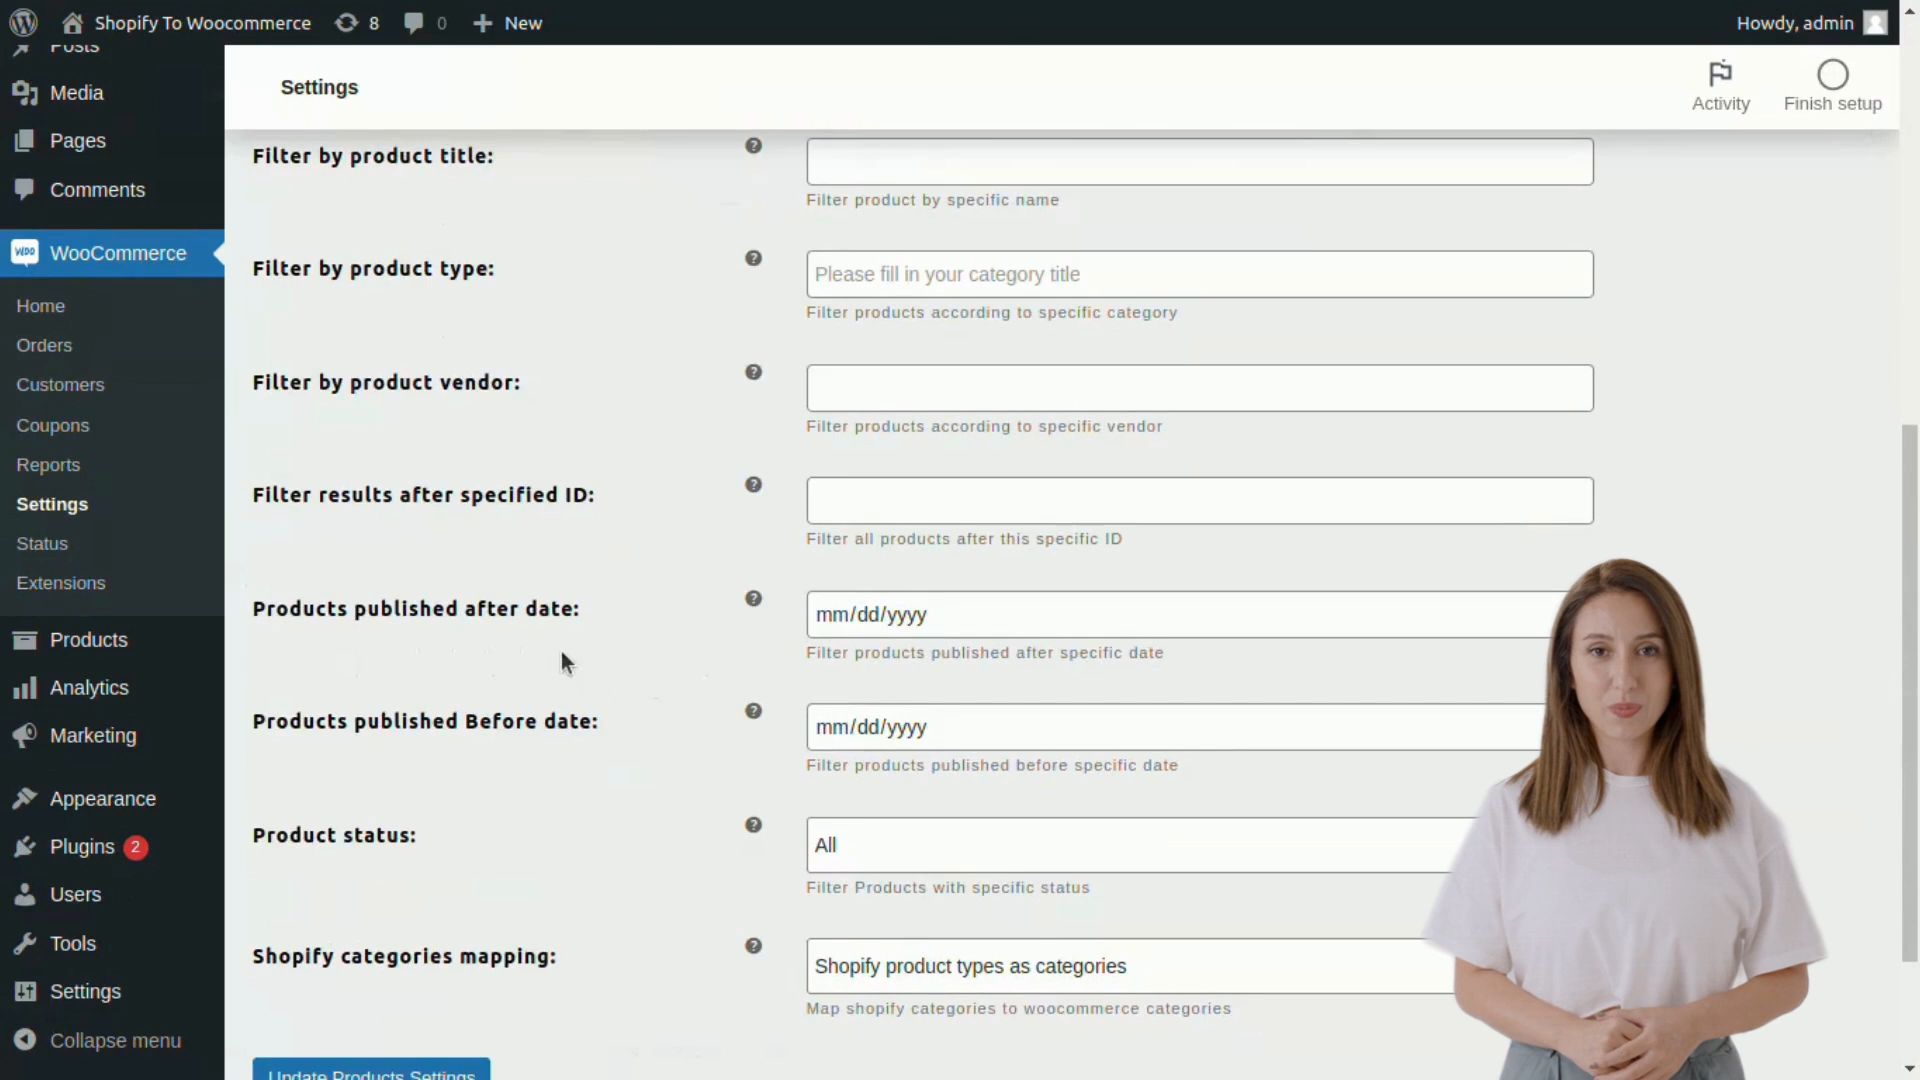 Shopify To Woocommerce
8
0
New
Howdy, admin
Posts
Media
Pages
Comments
WOO
WooCommerce
Home
Orders
Customers
Coupons
Reports
Settings
Status
Extensions
Products
Analytics
Marketing
Appearance
Plugins 2
Users
Tools
Settings
Collapse menu
Settings
Activity
Finish setup
Filter by product title:
Filter product by specific name
Filter by product type:
Please fill in your category title
Filter products according to specific category
Filter by product vendor:
Filter products according to specific vendor
Filter results after specified ID:
Filter all products after this specific ID
Products published after date:
mm/dd/yyyy
Filter products published after specific date
Products published Before date:
mm/dd/yyyy
Filter products published before specific date
Product status:
All
Filter Products with specific status
Shopify categories mapping:
Shopify product types as categories
Map shopify categories to woocommerce categories
Update Products Settings